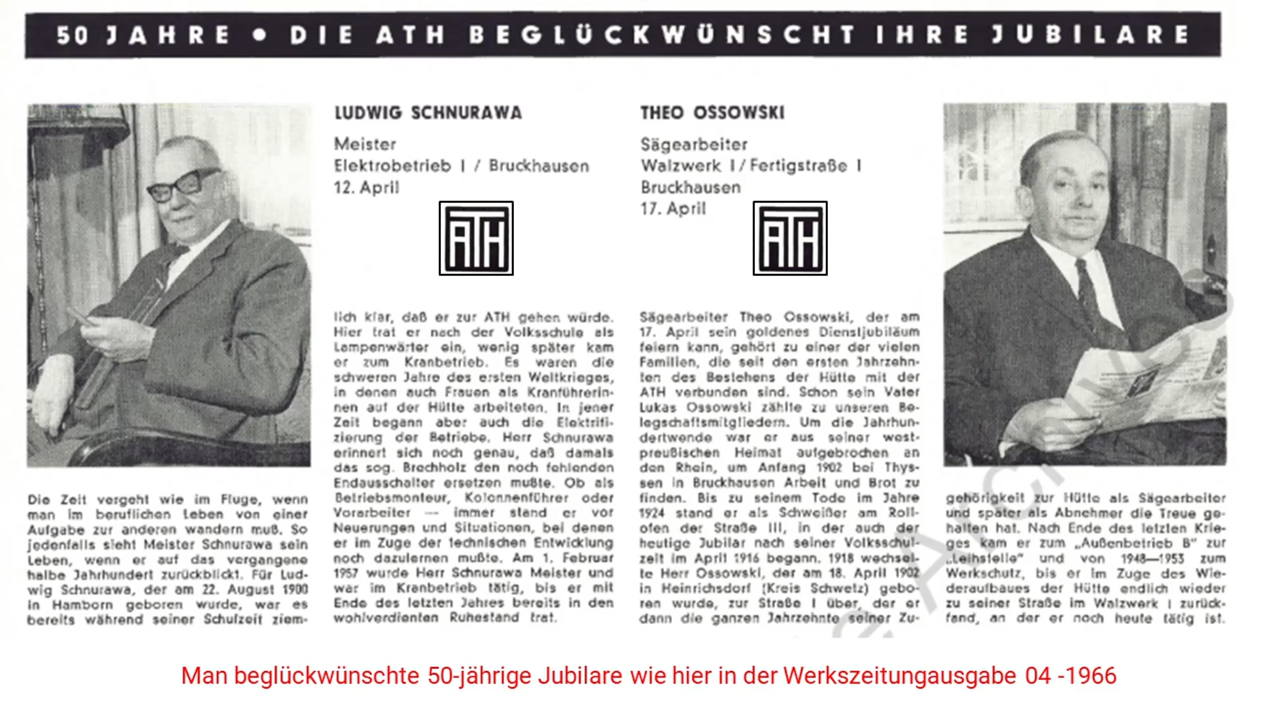 50 JAHRE • DIE ATH BEGLÜCKWÜNSCHT IHRE JUBILARE
LUDWIG SCHNURAWA
Meister
Elektrobetrieb I / Bruckhausen
12. April
ATH
Die Zeit vergeht wie im Fluge, wenn
man im beruflichen Leben von einer
Aufgabe zur anderen wandern muß. So
jedenfalls sieht Meister Schnurawa sein
Leben, wenn er auf das vergangene
halbe Jahrhundert zurückblickt. Für Lud-
wig Schnurawa, der am 22. August 1900
in Hamborn geboren wurde, war es
bereits während seiner Schulzeit ziem-
lich klar, daß er zur ATH gehen würde.
Hier trat er nach der Volksschule als
Lampenwärter ein, wenig später kam
er zum Kranbetrieb. Es waren die
schweren Jahre des ersten Weltkrieges,
in denen auch Frauen als Kranführerin-
nen auf der Hütte arbeiteten. In jener
Zeit begann aber auch die Elektrifi-
zierung der Betriebe. Herr Schnurawa
erinnert sich noch genau, daß damals
das sog. Brechholz den noch fehlenden
Endausschalter ersetzen mußte. Ob als
Betriebsmonteur, Kolonnenführer oder
Vorarbeiter — immer stand er vor
Neuerungen und Situationen, bei denen
er im Zuge der technischen Entwicklung
noch dazulernen mußte. Am 1. Februar
1957 wurde Herr Schnurawa Meister und
war im Kranbetrieb tätig, bis er mit
Ende des letzten Jahres bereits in den
wohlverdienten Ruhestand trat.
THEO OSSOWSKI
Sägearbeiter
Walzwerk I / Fertigstraße I
Bruckhausen
17. April
ATH
Sägearbeiter Theo Ossowski, der am
17. April sein goldenes Dienstjubiläum
feiern kann, gehört zu einer der vielen
Familien, die seit den ersten Jahrzehn-
ten des Bestehens der Hütte mit der
ATH verbunden sind. Schon sein Vater
Lukas Ossowski zählte zu unseren Be-
legschaftsmitgliedern. Um die Jahrhun-
dertwende war er aus seiner west-
preußischen Heimat aufgebrochen an
den Rhein, um Anfang 1902 bei Thys-
sen in Bruckhausen Arbeit und Brot zu
finden. Bis zu seinem Tode im Jahre
1924 stand er als Schweißer am Roll-
ofen der Straße III, in der auch der
heutige Jubilar nach seiner Volksschul-
zeit im April 1916 begann. 1918 wechsel-
te Herr Ossowski, der am 18. April 1902
in Heinrichsdorf (Kreis Schwetz) gebo-
ren wurde, zur Straße I über, der er
dann die ganzen Jahrzehnte seiner Zu-
gehörigkeit zur Hütte als Sägearbeiter
und später als Abnehmer die Treue ge-
halten hat. Nach Ende des letzten Krie-
ges kam er zum „Außenbetrieb B" zur
„Leihstelle" und von 1948—1953 zum
Werkschutz, bis er im Zuge des Wie-
deraufbaues der Hütte endlich wieder
zu seiner Straße im Walzwerk I zurück-
fand, an der er noch heute tätig ist.
Man beglückwünschte 50-jährige Jubilare wie hier in der Werkszeitungausgabe 04 -1966